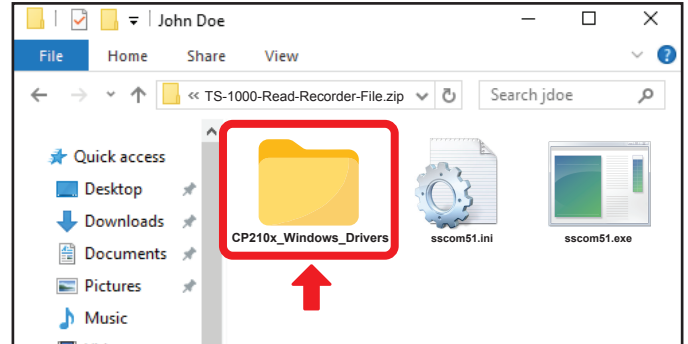 John Doe
File Home Share View
« TS-1000-Read-Recorder-File.zip Search jdoe
Quick access
Desktop
Downloads
Documents
Pictures
Music
CP210x_Windows_Drivers sscom51.ini sscom51.exe